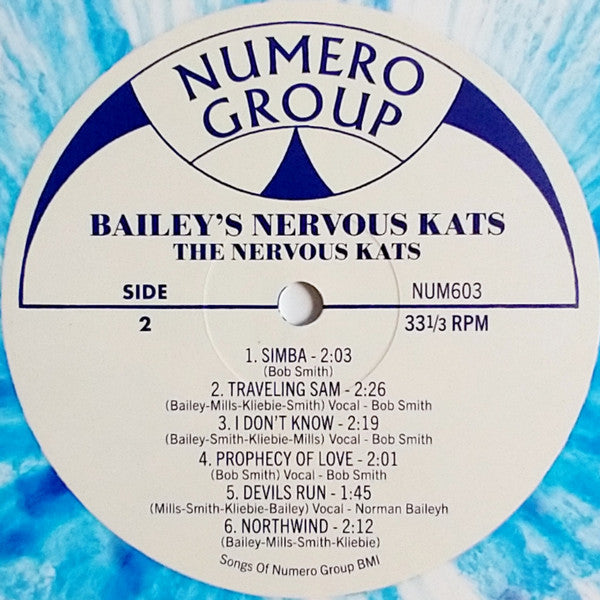 NUMERO
GROUP
BAILEY'S NERVOUS KATS
THE NERVOUS KATS
SIDE
2
NUM603
33 1/3 RPM
1. SIMBA - 2:03
(Bob Smith)
2. TRAVELING SAM - 2:26
(Bailey-Mills-Kliebie-Smith) Vocal - Bob Smith
3. I DON'T KNOW - 2:19
(Bailey-Smith-Kliebie-Mills) Vocal - Bob Smith
4. PROPHECY OF LOVE - 2:01
(Bob Smith) Vocal - Bob Smith
5. DEVILS RUN - 1:45
(Mills-Smith-Kliebie-Bailey) Vocal - Norman Baileyh
6. NORTHWIND - 2:12
(Bailey-Mills-Smith-Kliebie)
Songs Of Numero Group BMI